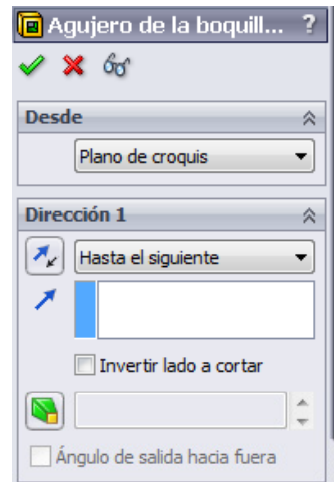 Agujero de la boquill... ?
Desde
Plano de croquis
Dirección 1
Hasta el siguiente
Invertir lado a cortar
Ángulo de salida hacia fuera